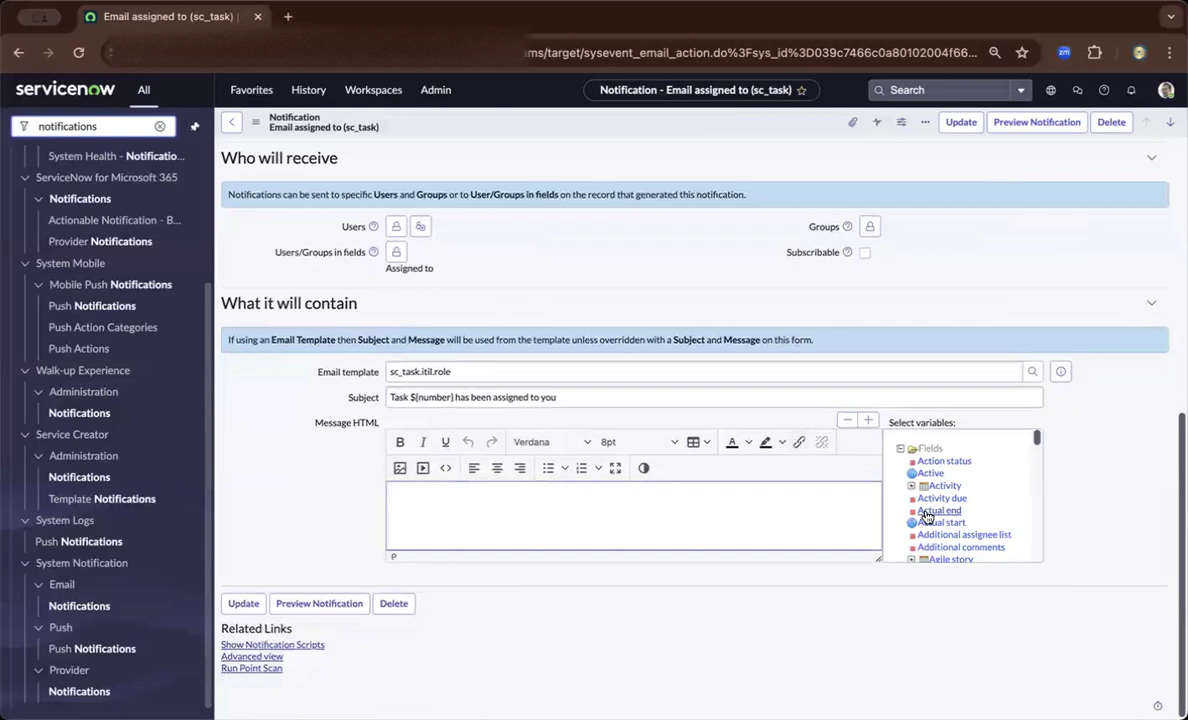 Email assigned to (sc_task) |
ms/target/sysevent_email_action.do%3Fsys_id%3D039c7466c0a80102004f66...
zm
servicenow
All
Favorites
History
Workspaces
Admin
Notification - Email assigned to (sc_task)
Search
notifications
Notification
Email assigned to (sc_task)
Update
Preview Notification
Delete
System Health - Notificatio...
ServiceNow for Microsoft 365
Notifications
Actionable Notification - B...
Provider Notifications
System Mobile
Mobile Push Notifications
Push Notifications
Push Action Categories
Push Actions
Walk-up Experience
Administration
Notifications
Service Creator
Administration
Notifications
Template Notifications
System Logs
Push Notifications
System Notification
Email
Notifications
Push
Push Notifications
Provider
Notifications
Who will receive
Notifications can be sent to specific Users and Groups or to User/Groups in fields on the record that generated this notification.
Users
Groups
Users/Groups in fields
Subscribable
Assigned to
What it will contain
If using an Email Template then Subject and Message will be used from the template unless overridden with a Subject and Message on this form.
Email template
sc_task.itil.role
Subject
Task ${number} has been assigned to you
Message HTML
Select variables:
B I U
Verdana
8pt
A
P
Fields
Action status
Active
Activity
Activity due
Actual end
Actual start
Additional assignee list
Additional comments
Agile story
Update
Preview Notification
Delete
Related Links
Show Notification Scripts
Advanced view
Run Point Scan